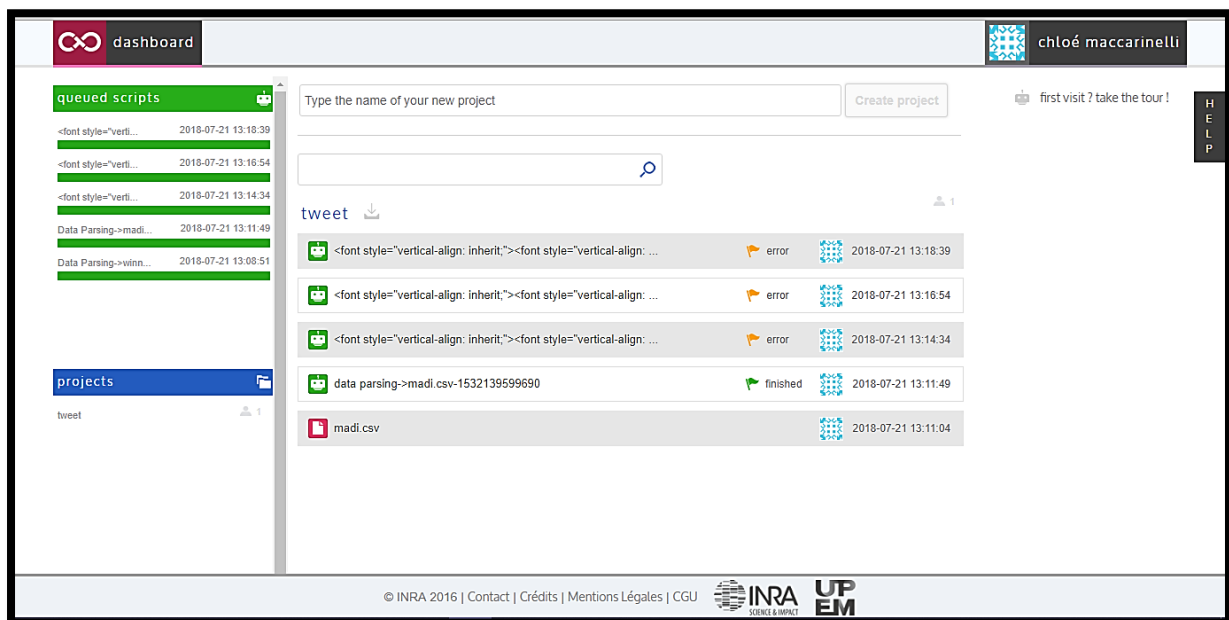 dashboard
chloé maccarinelli
queued scripts
<font style="verti... 2018-07-21 13:18:39
<font style="verti... 2018-07-21 13:16:54
<font style="verti... 2018-07-21 13:14:34
Data Parsing->madi... 2018-07-21 13:11:49
Data Parsing->winn... 2018-07-21 13:08:51
projects
tweet 1
Type the name of your new project
Create project
tweet 1
<font style="vertical-align: inherit;"><font style="vertical-align: ... error 2018-07-21 13:18:39
<font style="vertical-align: inherit;"><font style="vertical-align: ... error 2018-07-21 13:16:54
<font style="vertical-align: inherit;"><font style="vertical-align: ... error 2018-07-21 13:14:34
data parsing->madi.csv-1532139599690 finished 2018-07-21 13:11:49
madi.csv 2018-07-21 13:11:04
first visit ? take the tour !
HELP
© INRA 2016 | Contact | Crédits | Mentions Légales | CGU
INRA
SCIENCE & IMPACT
UP
EM